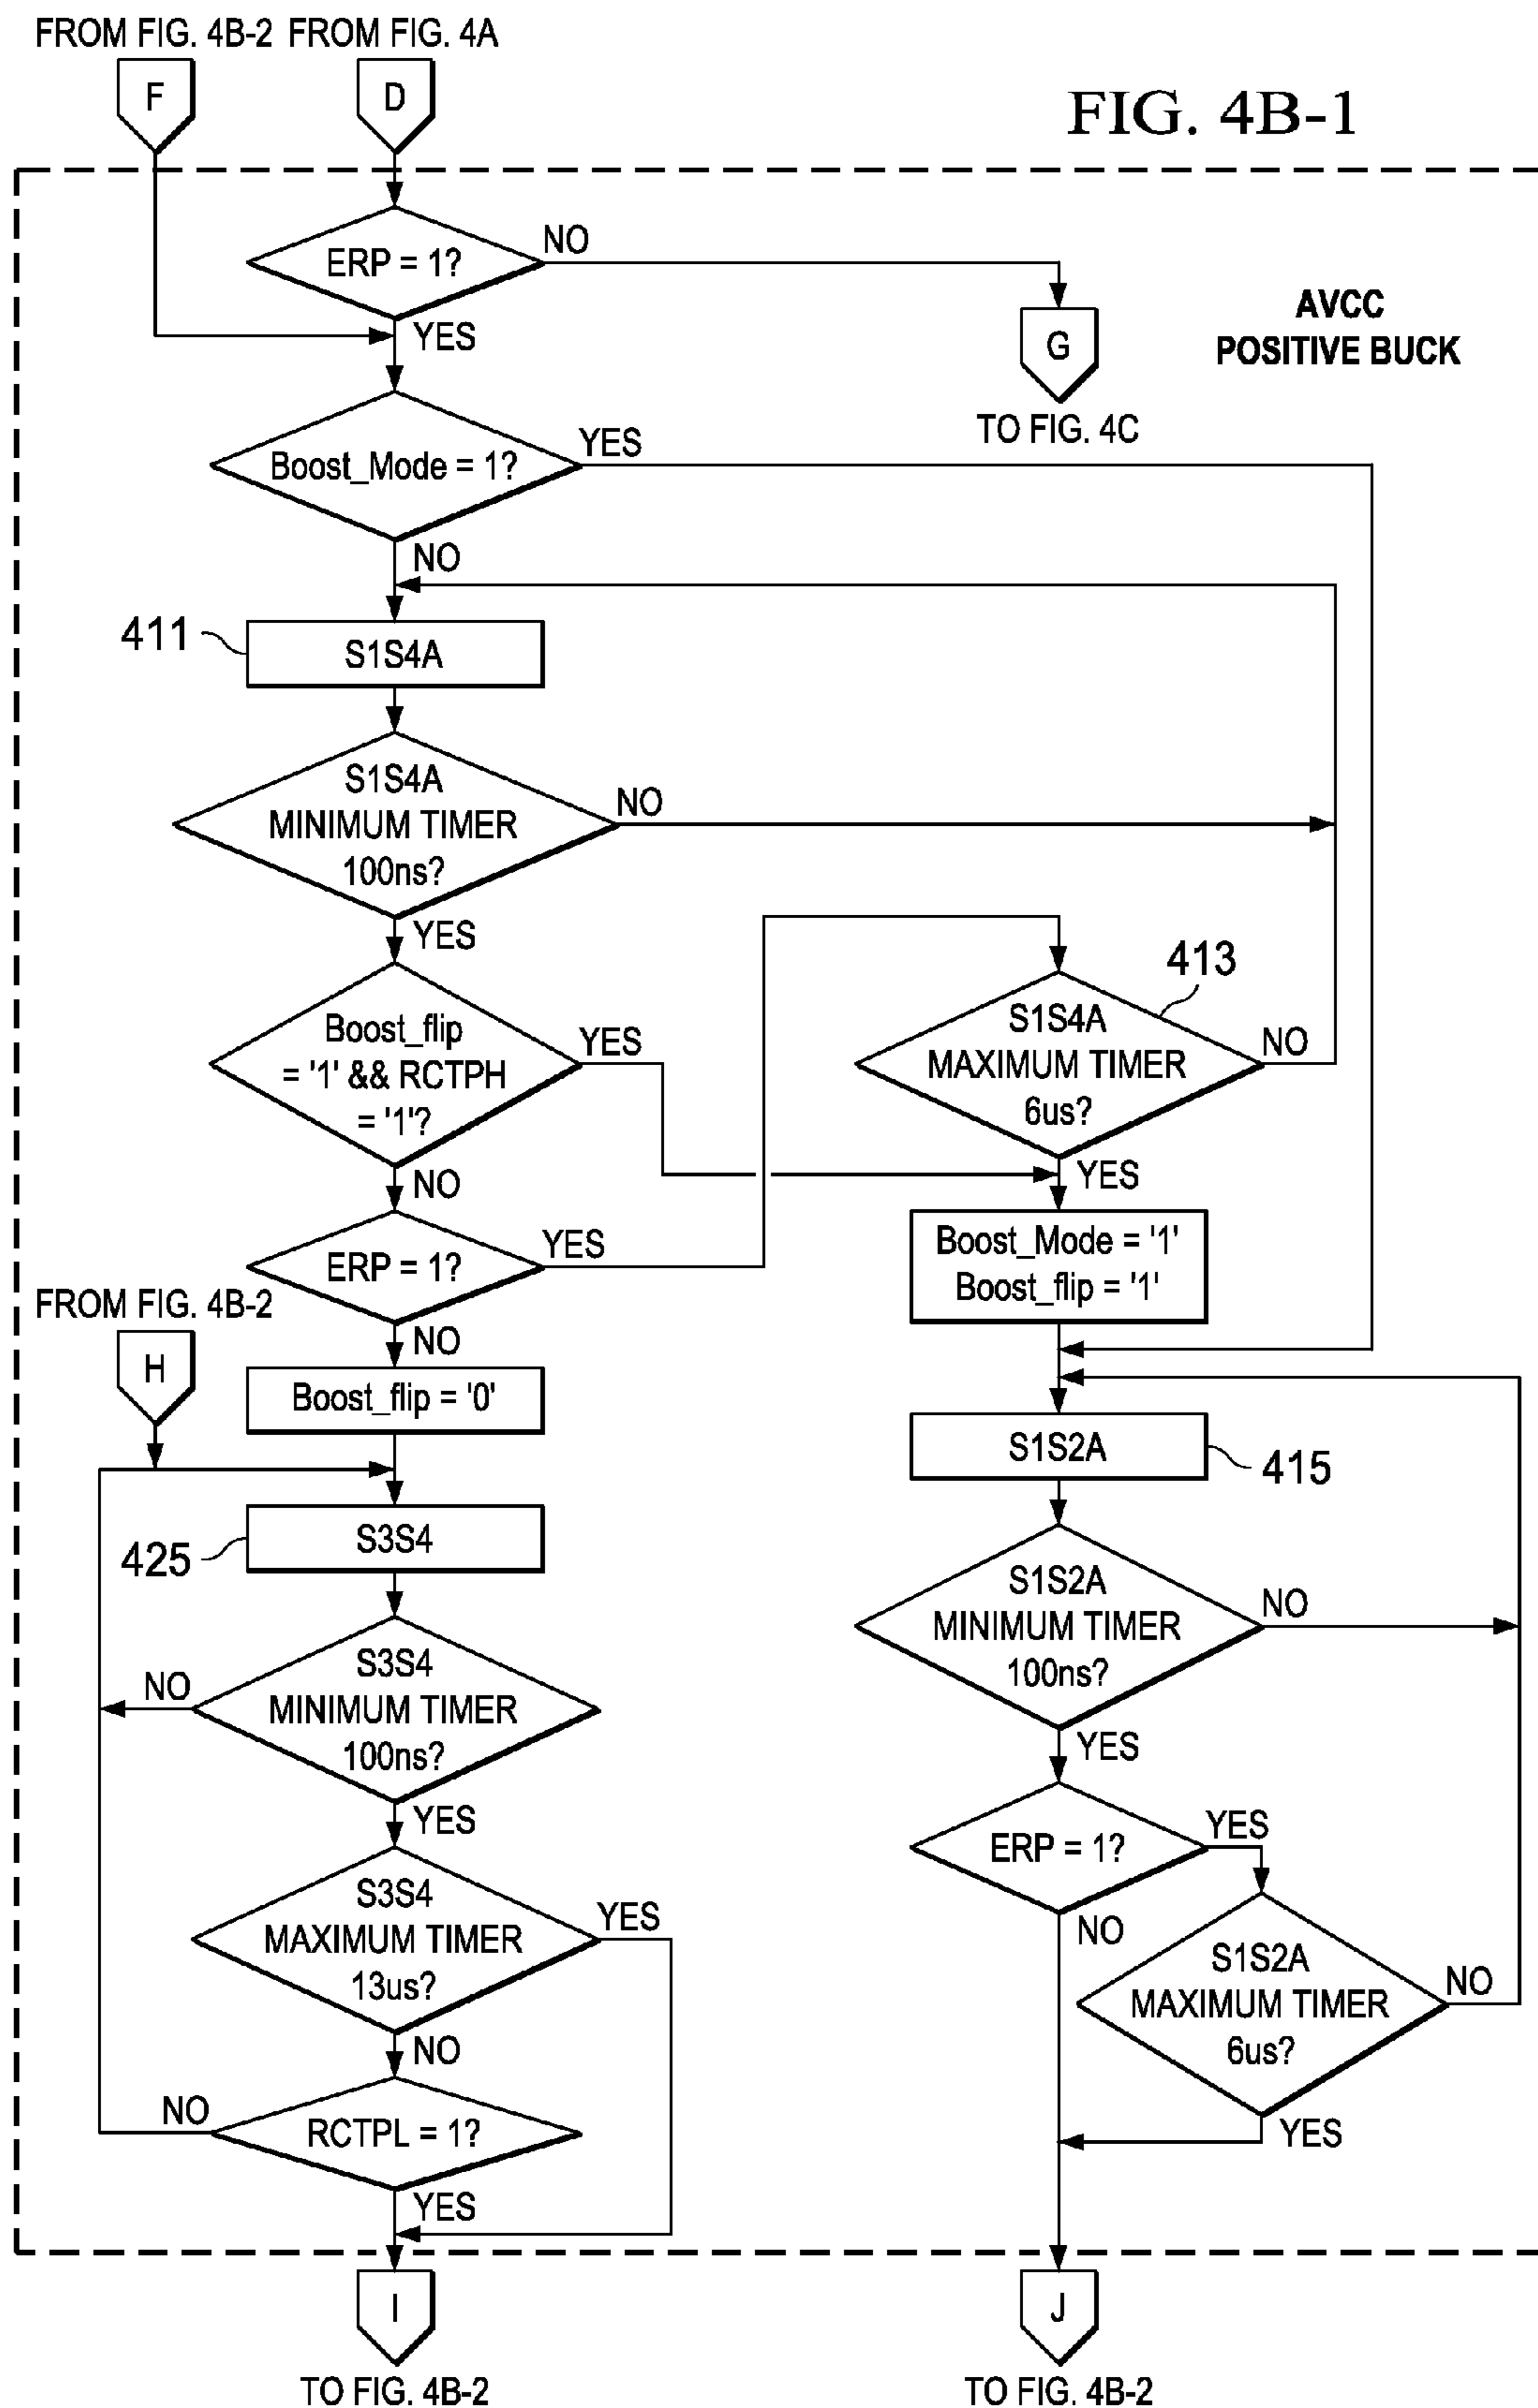 FROM FIG. 4B-2 FROM FIG. 4A
F
D
FIG. 4B-1
ERP = 1?
NO
YES
G
TO FIG. 4C
AVCC
POSITIVE BUCK
Boost_Mode = 1?
YES
NO
411
S1S4A
S1S4A
MINIMUM TIMER
100ns?
NO
YES
Boost_flip
= '1' && RCTPH
= '1'?
YES
NO
413
S1S4A
MAXIMUM TIMER
6us?
NO
YES
ERP = 1?
YES
NO
Boost_Mode = '1'
Boost_flip = '1'
FROM FIG. 4B-2
H
Boost_flip = '0'
S1S2A
415
425
S3S4
S1S2A
MINIMUM TIMER
100ns?
NO
YES
S3S4
MINIMUM TIMER
100ns?
NO
YES
ERP = 1?
YES
NO
S3S4
MAXIMUM TIMER
13us?
YES
NO
S1S2A
MAXIMUM TIMER
6us?
NO
YES
RCTPL = 1?
NO
YES
I
TO FIG. 4B-2
J
TO FIG. 4B-2